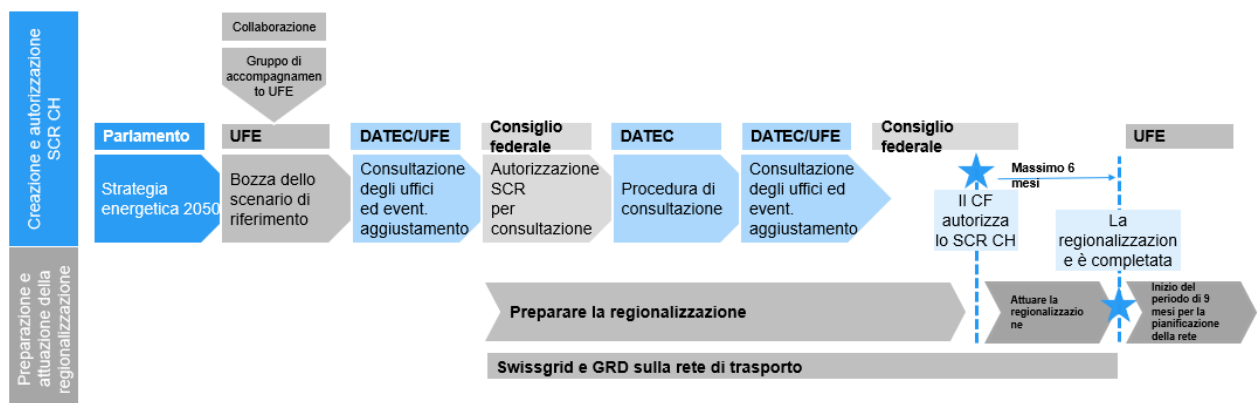 Creazione e autorizzazione
SCR CH
Collaborazione
Gruppo di
accompagnamen
to UFE
Parlamento
Strategia
energetica 2050
UFE
Bozza dello
scenario di
riferimento
DATEC/UFE
Consultazione
degli uffici
ed event.
aggiustamento
Consiglio
federale
Autorizzazione
SCR
per
consultazione
DATEC
Procedura di
consultazione
DATEC/UFE
Consultazione
degli uffici ed
event.
aggiustamento
Consiglio
federale
Massimo 6
mesi
Il CF
autorizza
lo SCR CH
UFE
La
regionalizzazion
e è completata
Preparazione e
attuazione della
regionalizzazione
Preparare la regionalizzazione
Attuare la
regionalizzazio
ne
Inizio del
periodo di 9
mesi per la
pianificazione
della rete
Swissgrid e GRD sulla rete di trasporto